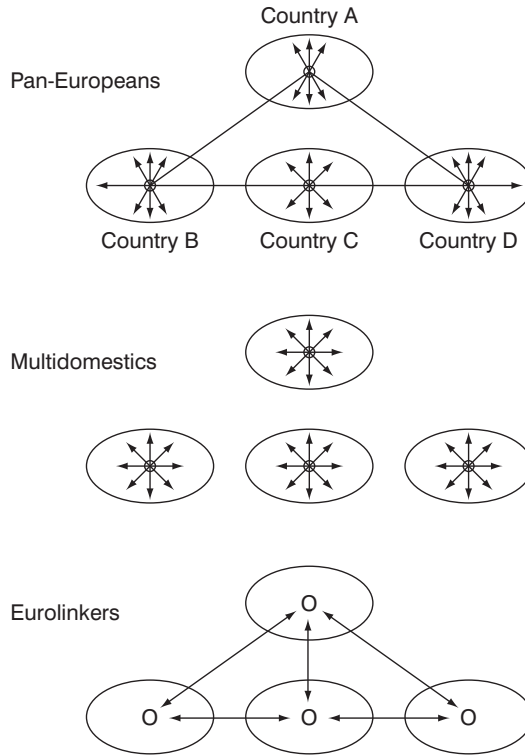 Country A
Pan-Europeans
Country B Country C Country D
Multidomestics
Eurolinkers
O
O O O